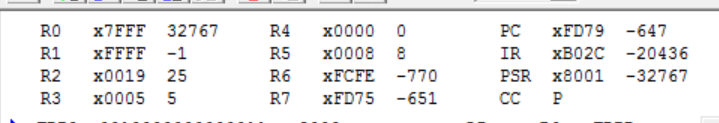 R0 x7FFF 32767 R4 x0000 0 PC xFD79 -647
R1 xFFFF -1 R5 x0008 8 IR xB02C -20436
R2 x0019 25 R6 xFCFE -770 PSR x8001 -32767
R3 x0005 5 R7 xFD75 -651 CC P